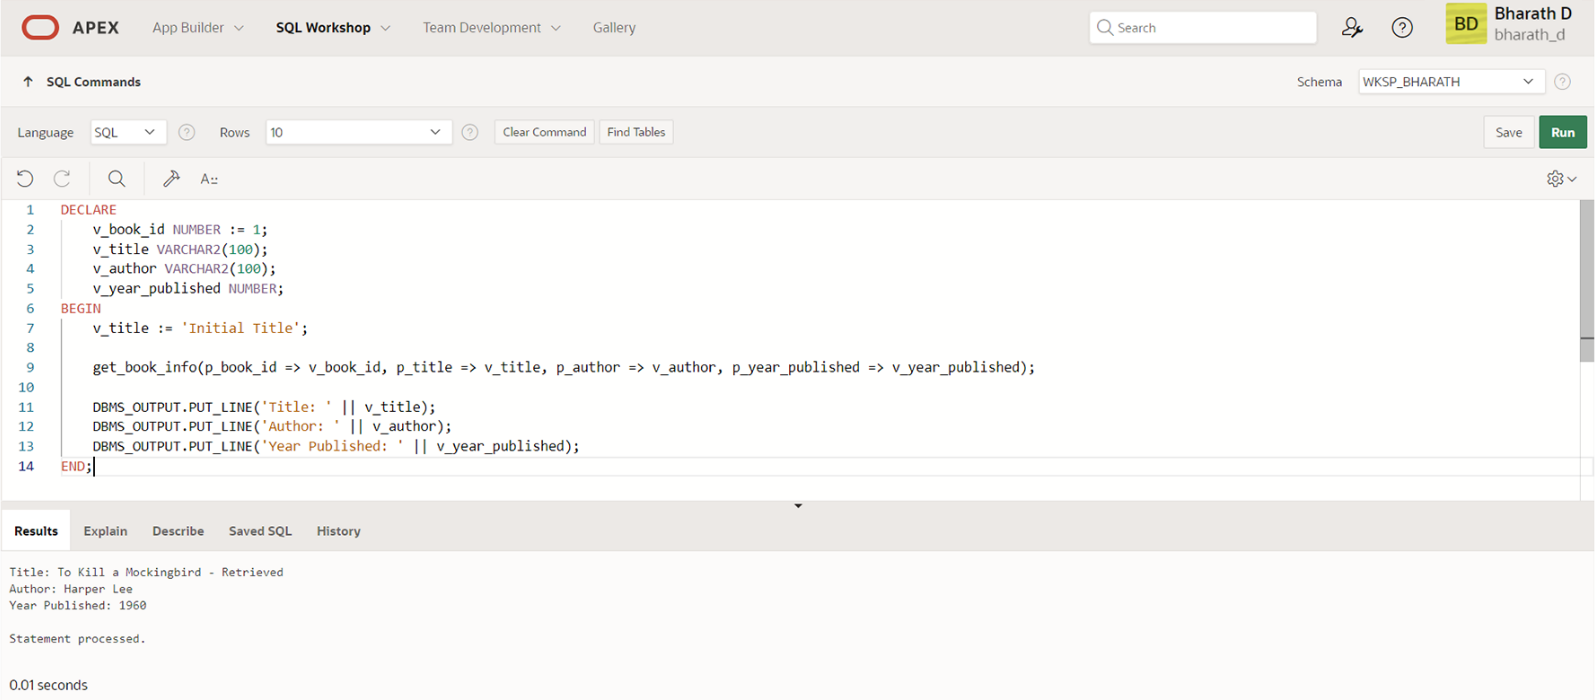 APEX App Builder SQL Workshop Team Development Gallery Search BD Bharath D
bharath_d
SQL Commands Schema WKSP_BHARATH
Language SQL Rows 10 Clear Command Find Tables Save Run
A::
1 DECLARE
2 v_book_id NUMBER := 1;
3 v_title VARCHAR2(100);
4 v_author VARCHAR2(100);
5 v_year_published NUMBER;
6 BEGIN
7 v_title := 'Initial Title';
8
9 get_book_info(p_book_id => v_book_id, p_title => v_title, p_author => v_author, p_year_published => v_year_published);
10
11 DBMS_OUTPUT.PUT_LINE('Title: ' || v_title);
12 DBMS_OUTPUT.PUT_LINE('Author: ' || v_author);
13 DBMS_OUTPUT.PUT_LINE('Year Published: ' || v_year_published);
14 END;
Results Explain Describe Saved SQL History
Title: To Kill a Mockingbird - Retrieved
Author: Harper Lee
Year Published: 1960
Statement processed.
0.01 seconds